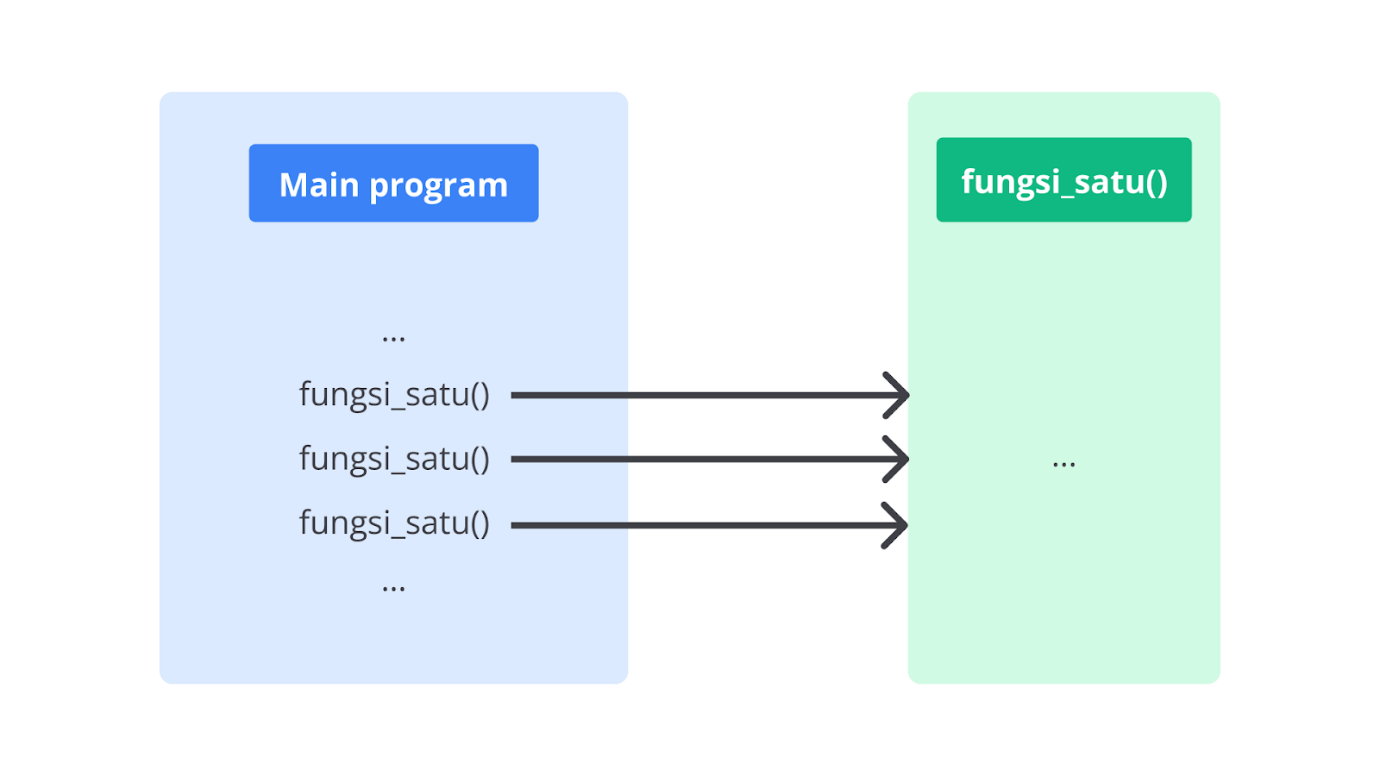 Main program
...
fungsi_satu()
fungsi_satu()
fungsi_satu()
...
fungsi_satu()
...